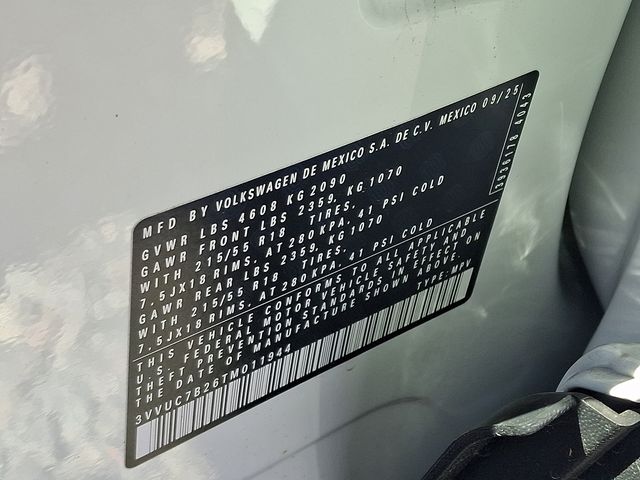 MFD BY VOLKSWAGEN DE MEXICO S.A. DE C.V. MEXICO 09/25
GVWR LBS 4608 KG 2090
GAWR FRONT LBS 2359, KG 1070
WITH 215/55 R18 TIRES,
7,5JX18 RIMS, AT 280KPA, 41 PSI COLD
GAWR REAR LBS 2359, KG 1070
WITH 215/55 R18 TIRES,
7,5JX18 RIMS, AT 280KPA, 41 PSI COLD
THIS VEHICLE CONFORMS TO ALL APPLICABLE
U.S. FEDERAL MOTOR VEHICLE SAFETY AND
THEFT PREVENTION STANDARDS IN EFFECT ON
THE DATE OF MANUFACTURE SHOWN ABOVE.
3VVUC7B26TM011944 TYPE: MPV
3936178 4043